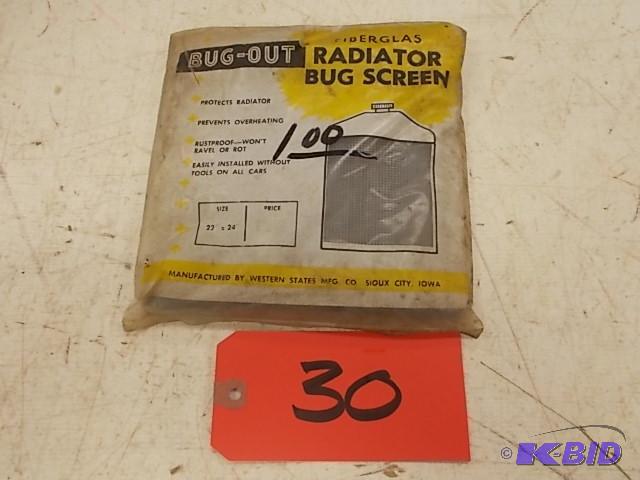 BUG-OUT
FIBERGLAS
RADIATOR
BUG SCREEN
PROTECTS RADIATOR
PREVENTS OVERHEATING
RUSTPROOF—WON'T
RAVEL OR ROT
EASILY INSTALLED WITHOUT
TOOLS ON ALL CARS
1.00
SIZE PRICE
22 x 24
MANUFACTURED BY WESTERN STATES MFG. CO. SIOUX CITY, IOWA
30
© K-BID